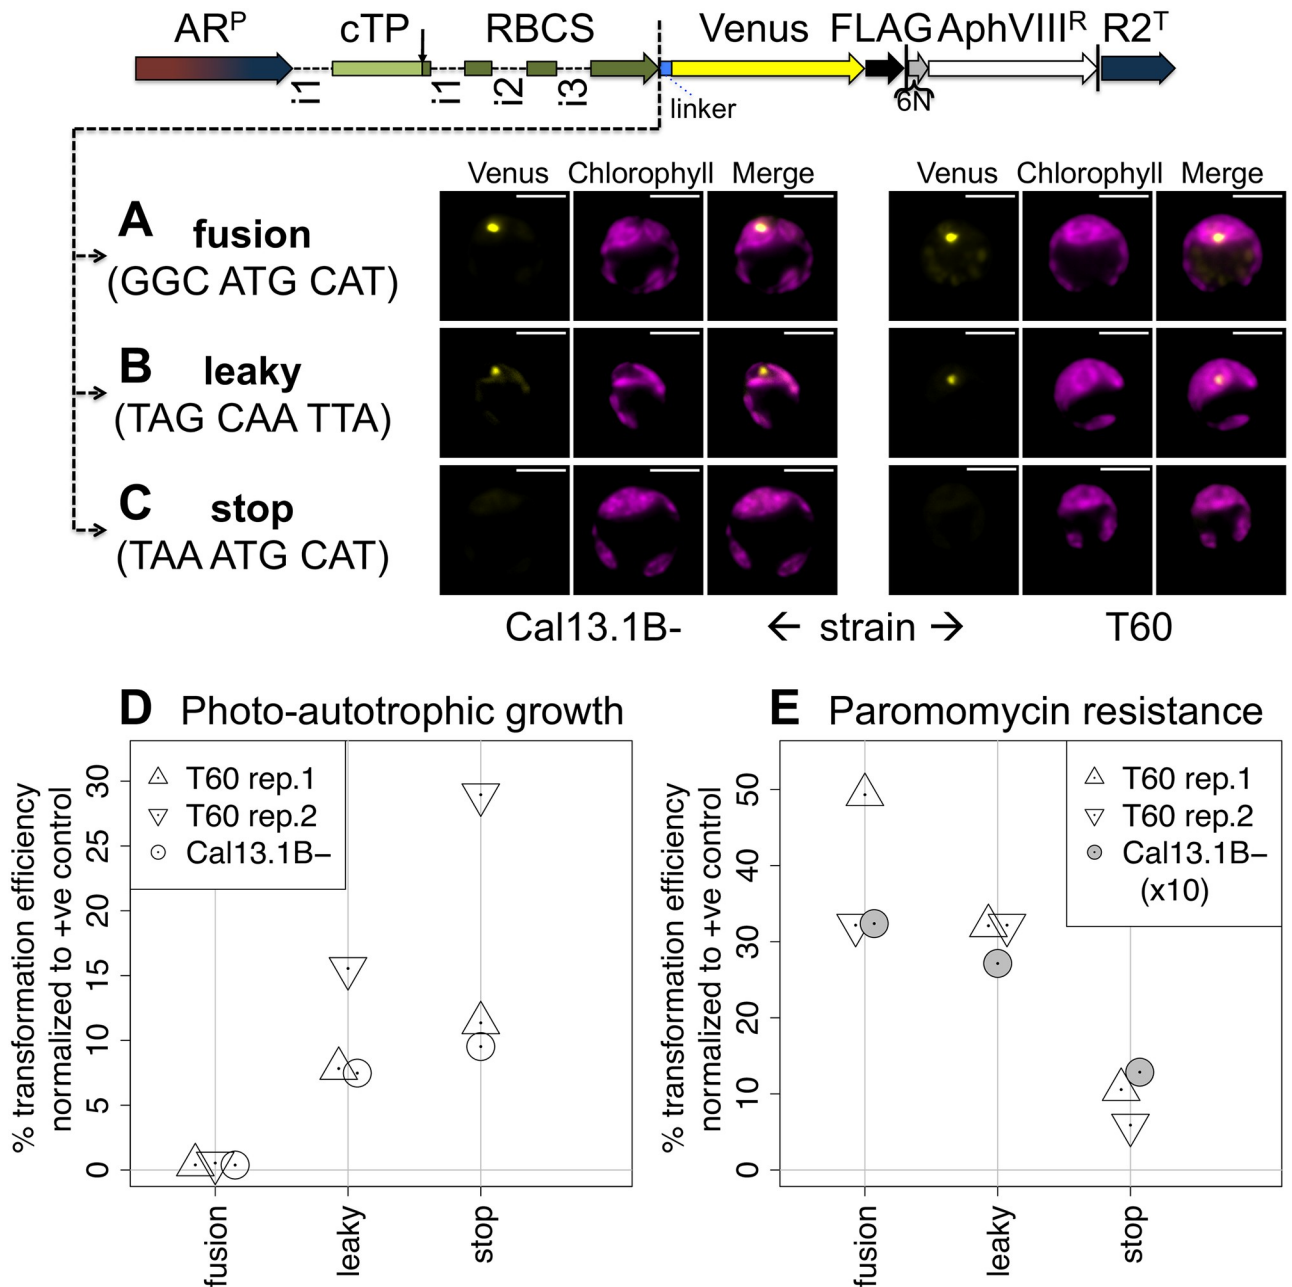 ARᴾ cTP RBCS Venus FLAG AphVIIIᴿ R2ᵀ
i1 i1 i2 i3 linker 6N
Venus Chlorophyll Merge Venus Chlorophyll Merge
A fusion
(GGC ATG CAT)
B leaky
(TAG CAA TTA)
C stop
(TAA ATG CAT)
Cal13.1B- ← strain → T60
D Photo-autotrophic growth
% transformation efficiency
normalized to +ve control
30
25
20
15
10
5
0
T60 rep.1
T60 rep.2
Cal13.1B–
fusion leaky stop
E Paromomycin resistance
% transformation efficiency
normalized to +ve control
50
40
30
20
10
0
T60 rep.1
T60 rep.2
Cal13.1B–
(x10)
fusion leaky stop